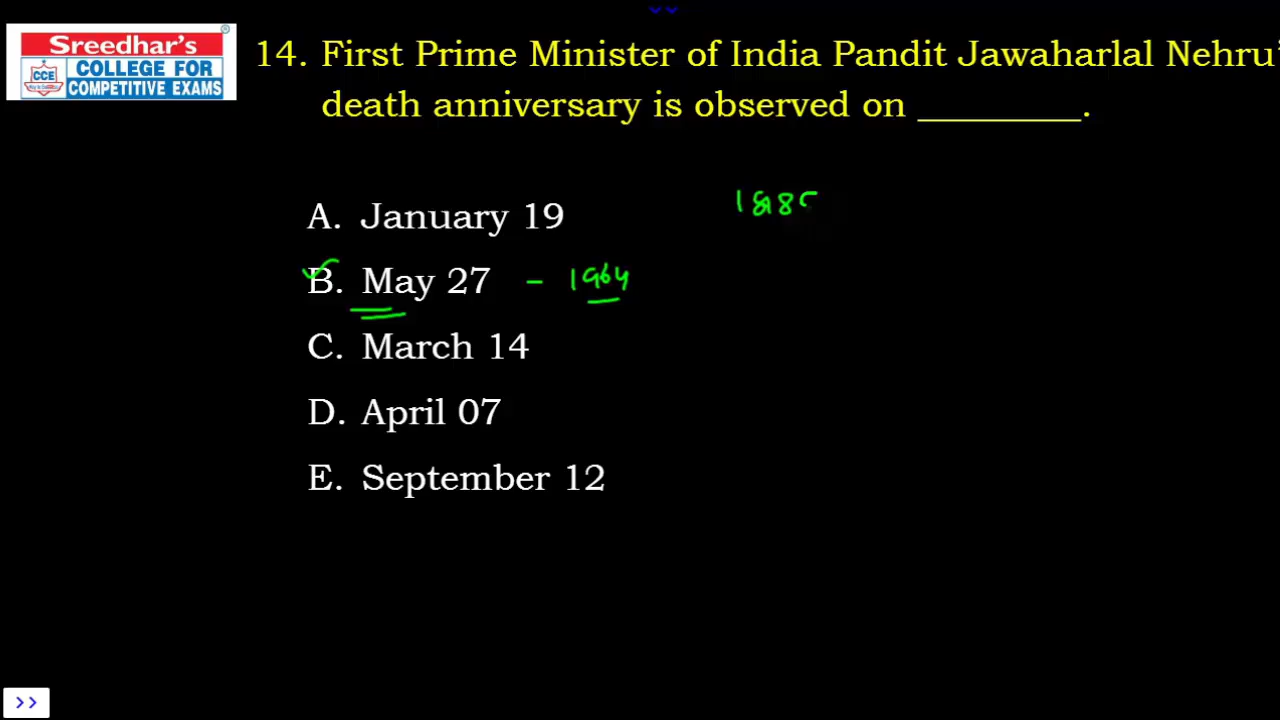 Sreedhar's
CCE
COLLEGE FOR
COMPETITIVE EXAMS
14. First Prime Minister of India Pandit Jawaharlal Nehru'
death anniversary is observed on _________.
A. January 19
B. May 27 - 1964
C. March 14
D. April 07
E. September 12
>>